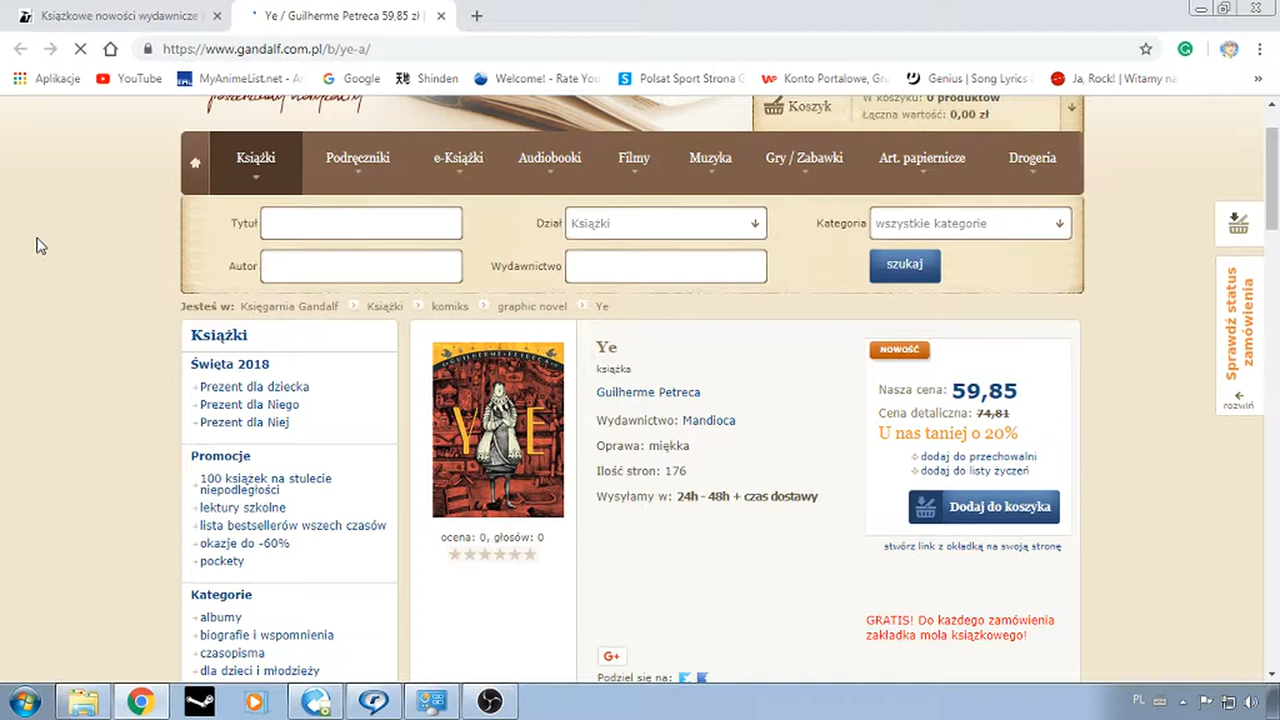 Książkowe nowości wydawnicze
Ye / Guilherme Petreca 59,85 zł |
https://www.gandalf.com.pl/b/ye-a/
Aplikacje
YouTube
MyAnimeList.net - An
Google
Shinden
Welcome! - Rate You
Polsat Sport Strona G
Konto Portalowe, Gr
Genius | Song Lyrics
Ja, Rock! | Witamy na
»
Koszyk
W koszyku: 0 produktów
Łączna wartość: 0,00 zł
Książki
Podręczniki
e-Książki
Audiobooki
Filmy
Muzyka
Gry / Zabawki
Art. papiernicze
Drogeria
Tytuł
Dział
Książki
Kategoria
wszystkie kategorie
Autor
Wydawnictwo
szukaj
Jesteś w: Księgarnia Gandalf > Książki > komiks > graphic novel > Ye
Książki
Święta 2018
Prezent dla dziecka
Prezent dla Niego
Prezent dla Niej
Promocje
100 książek na stulecie
niepodległości
lektury szkolne
lista bestsellerów wszech czasów
okazje do -60%
pockety
Kategorie
albumy
biografie i wspomnienia
czasopisma
dla dzieci i młodzieży
GUILHERME PETRECA
YE
ocena: 0, głosów: 0
Ye
książka
Guilherme Petreca
Wydawnictwo: Mandioca
Oprawa: miękka
Ilość stron: 176
Wysyłamy w: 24h - 48h + czas dostawy
G+
Podziel się na:
NOWOŚĆ
Nasza cena: 59,85
Cena detaliczna: 74,81
U nas taniej o 20%
dodaj do przechowalni
dodaj do listy życzeń
Dodaj do koszyka
stwórz link z okładką na swoją stronę
GRATIS! Do każdego zamówienia
zakładka mola książkowego!
Sprawdź status
zamówienia
rozwiń
PL